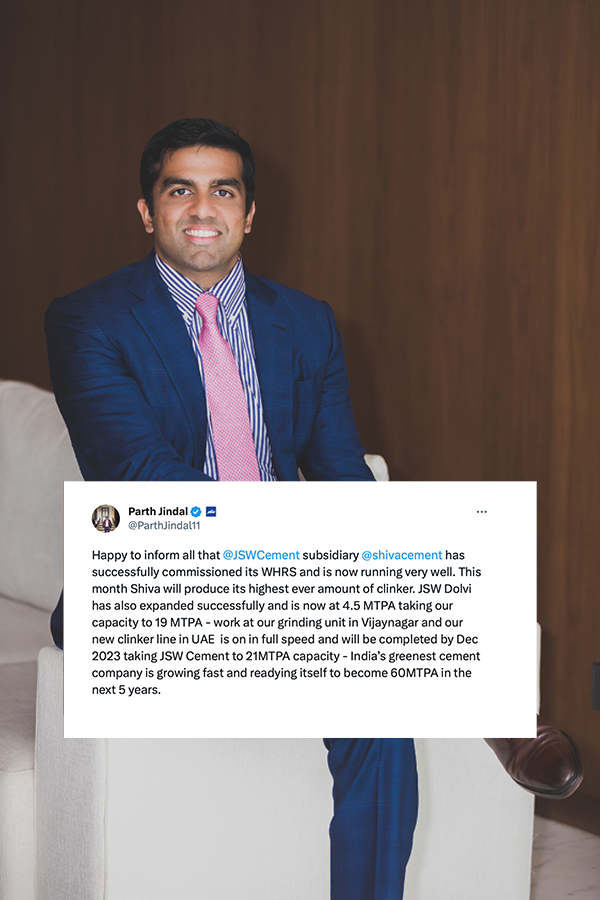 Parth Jindal
@ParthJindal11
Happy to inform all that @JSWCement subsidiary @shivacement has
successfully commissioned its WHRS and is now running very well. This
month Shiva will produce its highest ever amount of clinker. JSW Dolvi
has also expanded successfully and is now at 4.5 MTPA taking our
capacity to 19 MTPA - work at our grinding unit in Vijaynagar and our
new clinker line in UAE is on in full speed and will be completed by Dec
2023 taking JSW Cement to 21MTPA capacity - India's greenest cement
company is growing fast and readying itself to become 60MTPA in the
next 5 years.